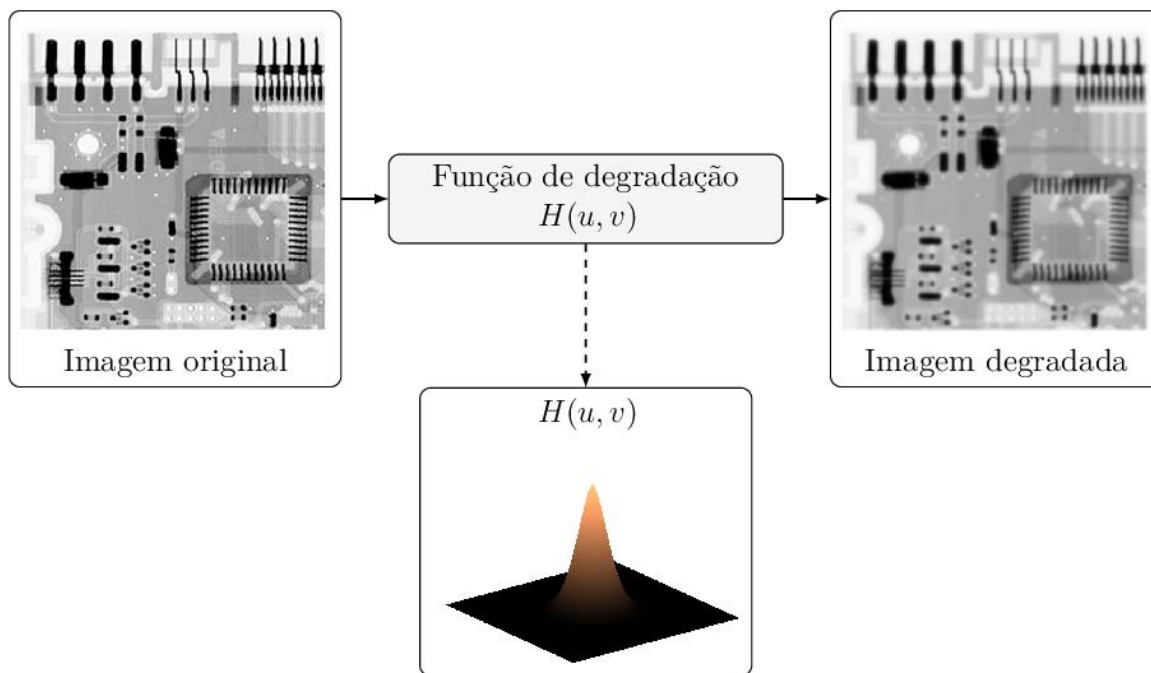 Imagem original
Função de degradação
H(u, v)
Imagem degradada
H(u, v)